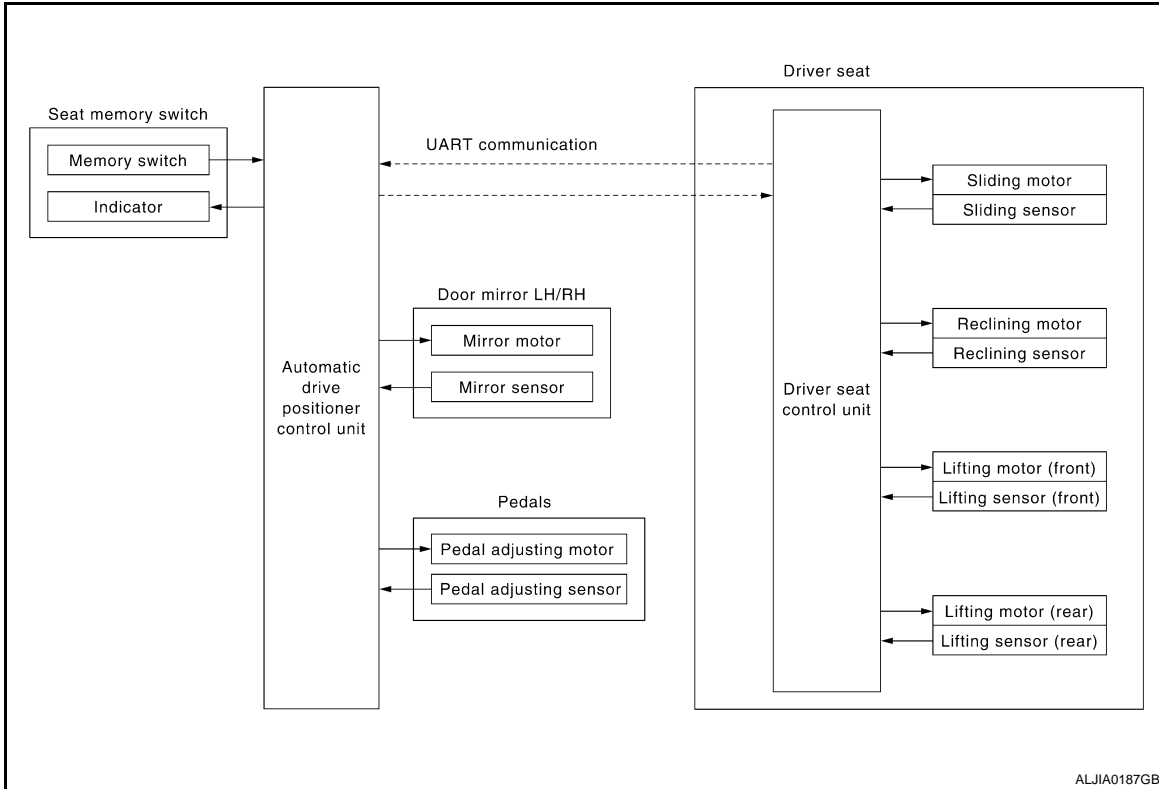 Driver seat
Seat memory switch
Memory switch
Indicator
UART communication
Sliding motor
Sliding sensor
Door mirror LH/RH
Mirror motor
Mirror sensor
Reclining motor
Reclining sensor
Automatic
drive
positioner
control unit
Driver seat
control unit
Lifting motor (front)
Lifting sensor (front)
Pedals
Pedal adjusting motor
Pedal adjusting sensor
Lifting motor (rear)
Lifting sensor (rear)
ALJIA0187GB